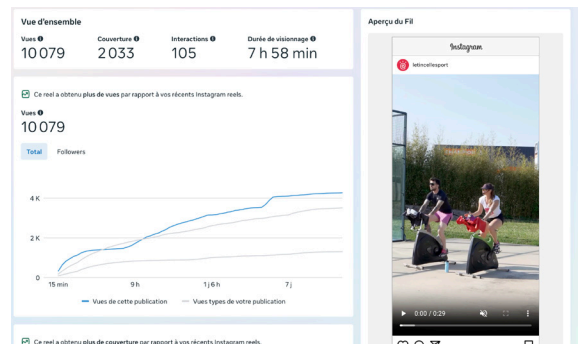 Vue d'ensemble
Vues Couverture Interactions Durée de visionnage
10 079 2 033 105 7 h 58 min
Ce reel a obtenu plus de vues par rapport à vos récents Instagram reels.
Vues
10 079
Total Followers
4 K
2 K
0
15 min 9 h 1 j 6 h 7 j
Vues de cette publication Vues types de votre publication
Ce reel a obtenu plus de couverture par rapport à vos récents Instagram reels.
Aperçu du Fil
Instagram
letincellesport
0:00 / 0:29